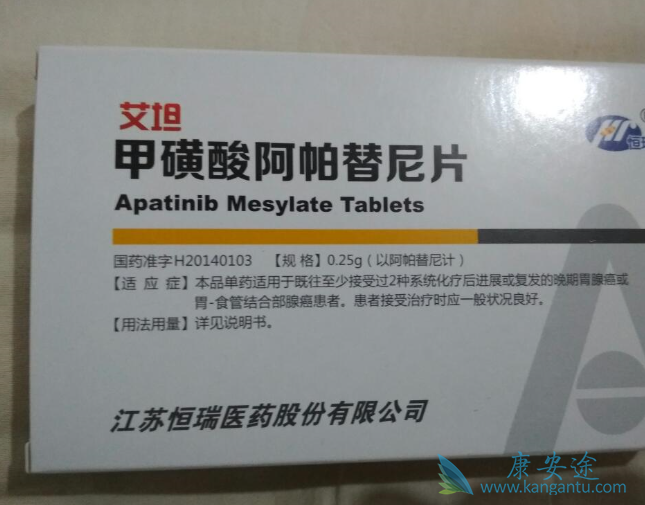 艾坦
甲磺酸阿帕替尼片
Apatinib Mesylate Tablets
国药准字H20140103 【规 格】0.25g(以阿帕替尼计)
【适 应 症】本品单药适用于既往至少接受过2种系统化疗后进展或复发的晚期胃腺癌或
胃-食管结合部腺癌患者。患者接受治疗时应一般状况良好。
【用法用量】详见说明书。
江苏恒瑞医药股份有限公司
恒瑞
康安途
www.kangantu.com